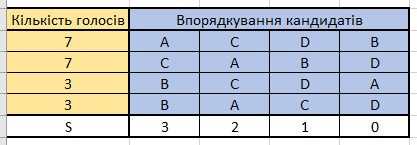 Кількість голосів Впорядкування кандидатів
7 A C D B
7 C A B D
3 B C D A
3 B A C D
S 3 2 1 0